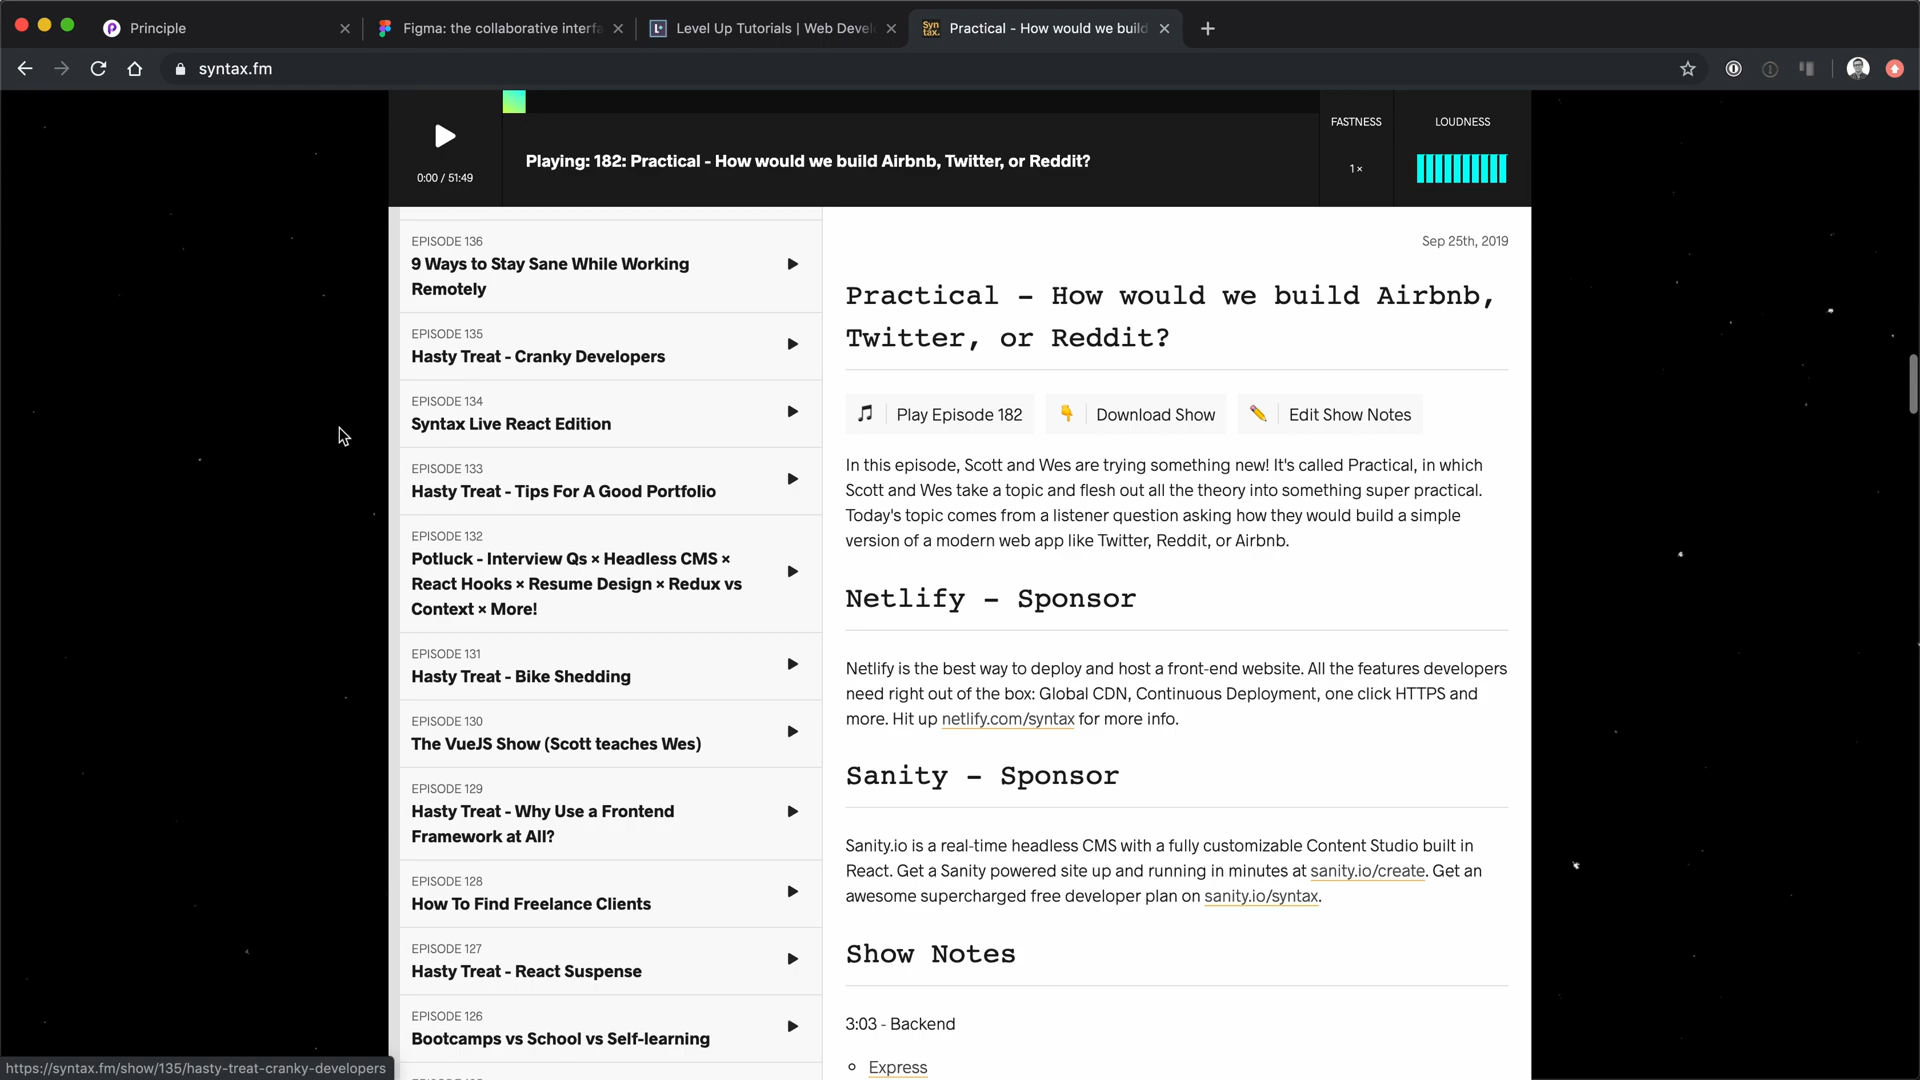 Principle
Figma: the collaborative interfa
Level Up Tutorials | Web Devel
Syn
tax.
Practical - How would we build
syntax.fm
0:00 / 51:49
Playing: 182: Practical - How would we build Airbnb, Twitter, or Reddit?
FASTNESS
1×
LOUDNESS
EPISODE 136
9 Ways to Stay Sane While Working
Remotely
EPISODE 135
Hasty Treat - Cranky Developers
EPISODE 134
Syntax Live React Edition
EPISODE 133
Hasty Treat - Tips For A Good Portfolio
EPISODE 132
Potluck - Interview Qs × Headless CMS ×
React Hooks × Resume Design × Redux vs
Context × More!
EPISODE 131
Hasty Treat - Bike Shedding
EPISODE 130
The VueJS Show (Scott teaches Wes)
EPISODE 129
Hasty Treat - Why Use a Frontend
Framework at All?
EPISODE 128
How To Find Freelance Clients
EPISODE 127
Hasty Treat - React Suspense
EPISODE 126
Bootcamps vs School vs Self-learning
Sep 25th, 2019
Practical - How would we build Airbnb,
Twitter, or Reddit?
Play Episode 182
Download Show
Edit Show Notes
In this episode, Scott and Wes are trying something new! It's called Practical, in which
Scott and Wes take a topic and flesh out all the theory into something super practical.
Today's topic comes from a listener question asking how they would build a simple
version of a modern web app like Twitter, Reddit, or Airbnb.
Netlify - Sponsor
Netlify is the best way to deploy and host a front-end website. All the features developers
need right out of the box: Global CDN, Continuous Deployment, one click HTTPS and
more. Hit up netlify.com/syntax for more info.
Sanity - Sponsor
Sanity.io is a real-time headless CMS with a fully customizable Content Studio built in
React. Get a Sanity powered site up and running in minutes at sanity.io/create. Get an
awesome supercharged free developer plan on sanity.io/syntax.
Show Notes
3:03 - Backend
Express
https://syntax.fm/show/135/hasty-treat-cranky-developers